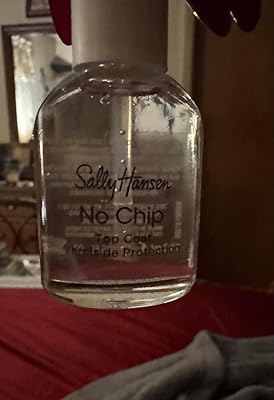 Sally Hansen
No Chip
Top Coat
Vernis de Protection